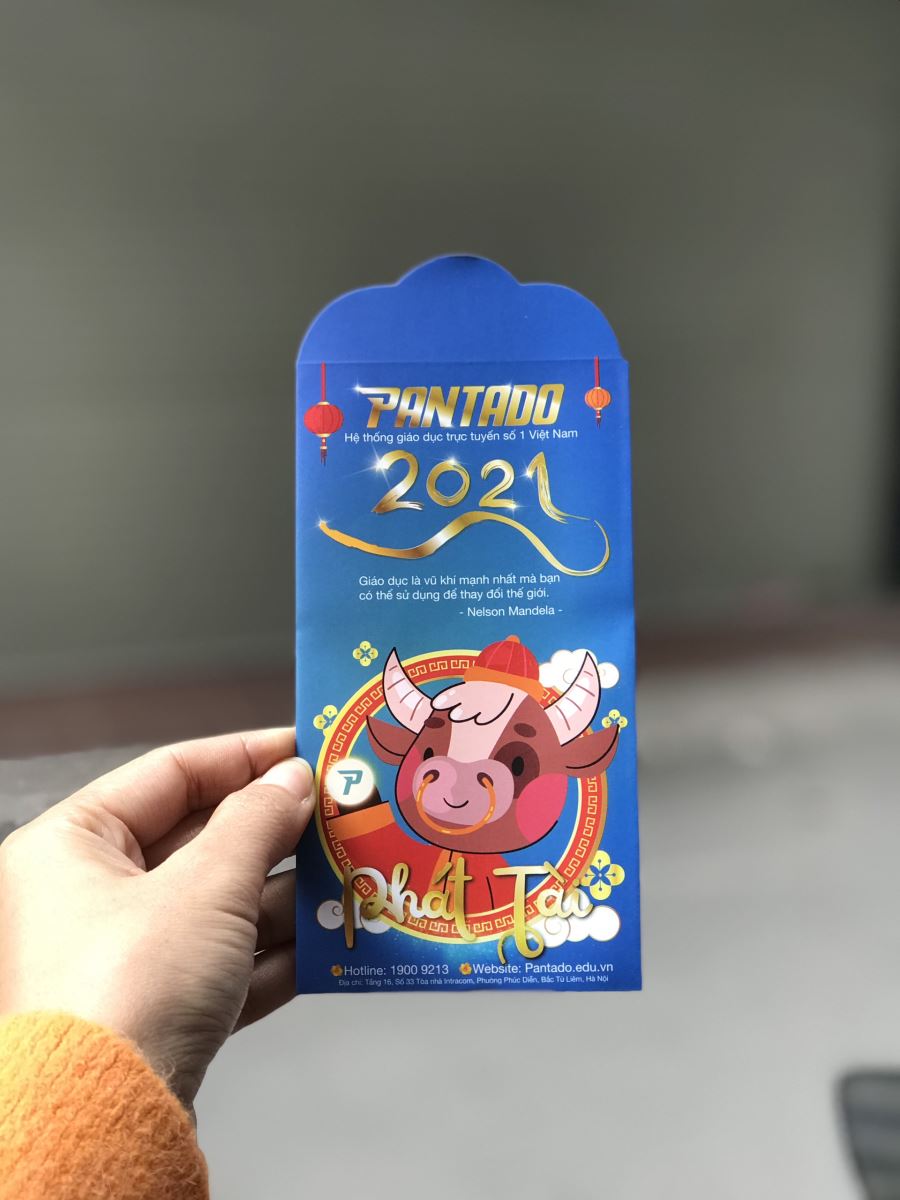 PANTADO
Hệ thống giáo dục trực tuyến số 1 Việt Nam
2021
Giáo dục là vũ khí mạnh nhất mà bạn
có thể sử dụng để thay đổi thế giới.
- Nelson Mandela -
P
Phát Tài
Hotline: 1900 9213 Website: Pantado.edu.vn
Địa chỉ: Tầng 16, Số 33 Tòa nhà Intracom, Phường Phúc Diễn, Bắc Từ Liêm, Hà Nội